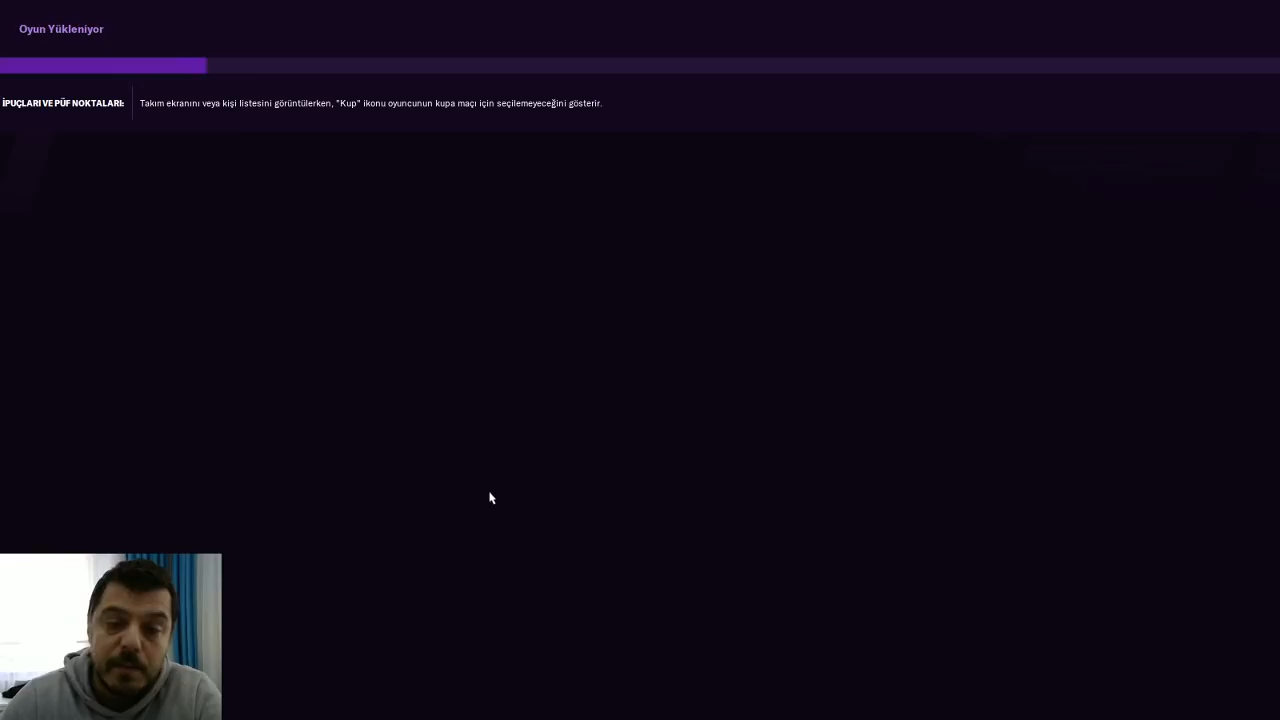 Oyun Yükleniyor
İPUÇLARI VE PÜF NOKTALARI: Takım ekranını veya kişi listesini görüntülerken, "Kup" ikonu oyuncunun kupa maçı için seçilemeyeceğini gösterir.